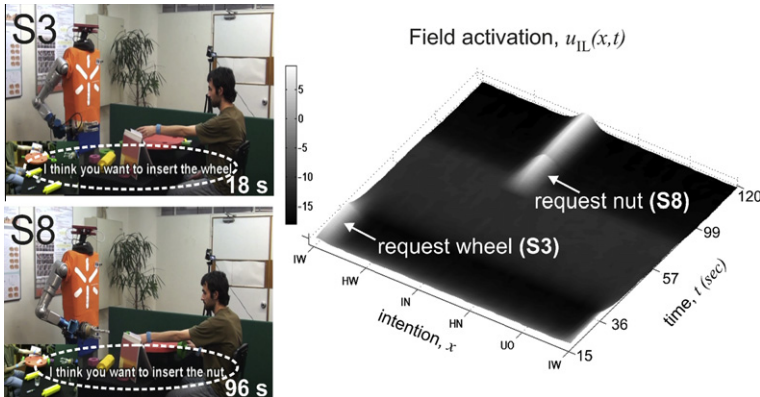 S3
I think you want to insert the wheel
18 s
S8
I think you want to insert the nut
96 s
Field activation, u_IL(x,t)
5
0
-5
-10
-15
request nut (S8)
request wheel (S3)
IW
HW
IN
HN
UO
IW
intention, x
15
36
57
99
120
time, t (sec)